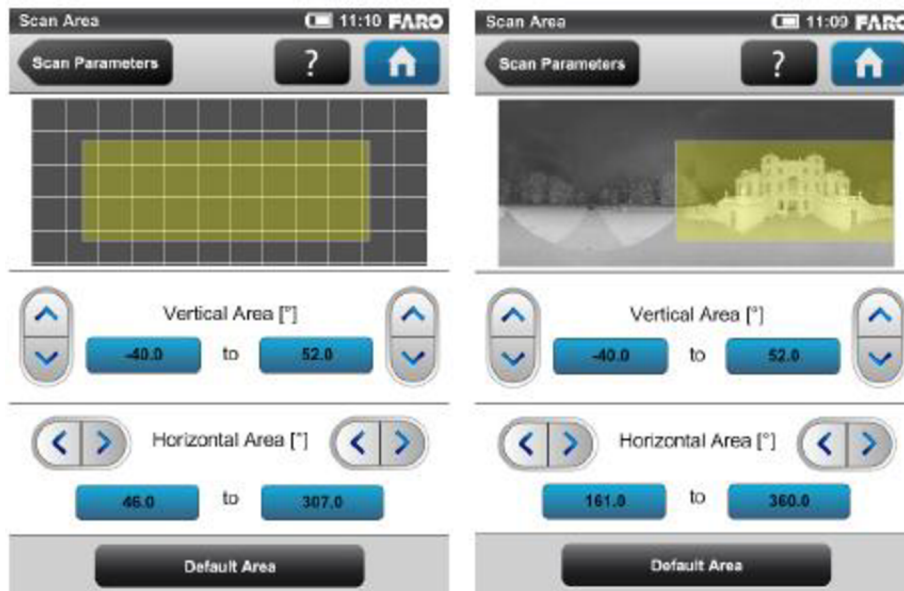 Scan Area 11:10 FARO
Scan Parameters ?
Vertical Area [°]
-40.0 to 52.0
Horizontal Area [°]
46.0 to 307.0
Default Area
Scan Area 11:09 FARO
Scan Parameters ?
Vertical Area [°]
-40.0 to 52.0
Horizontal Area [°]
161.0 to 360.0
Default Area